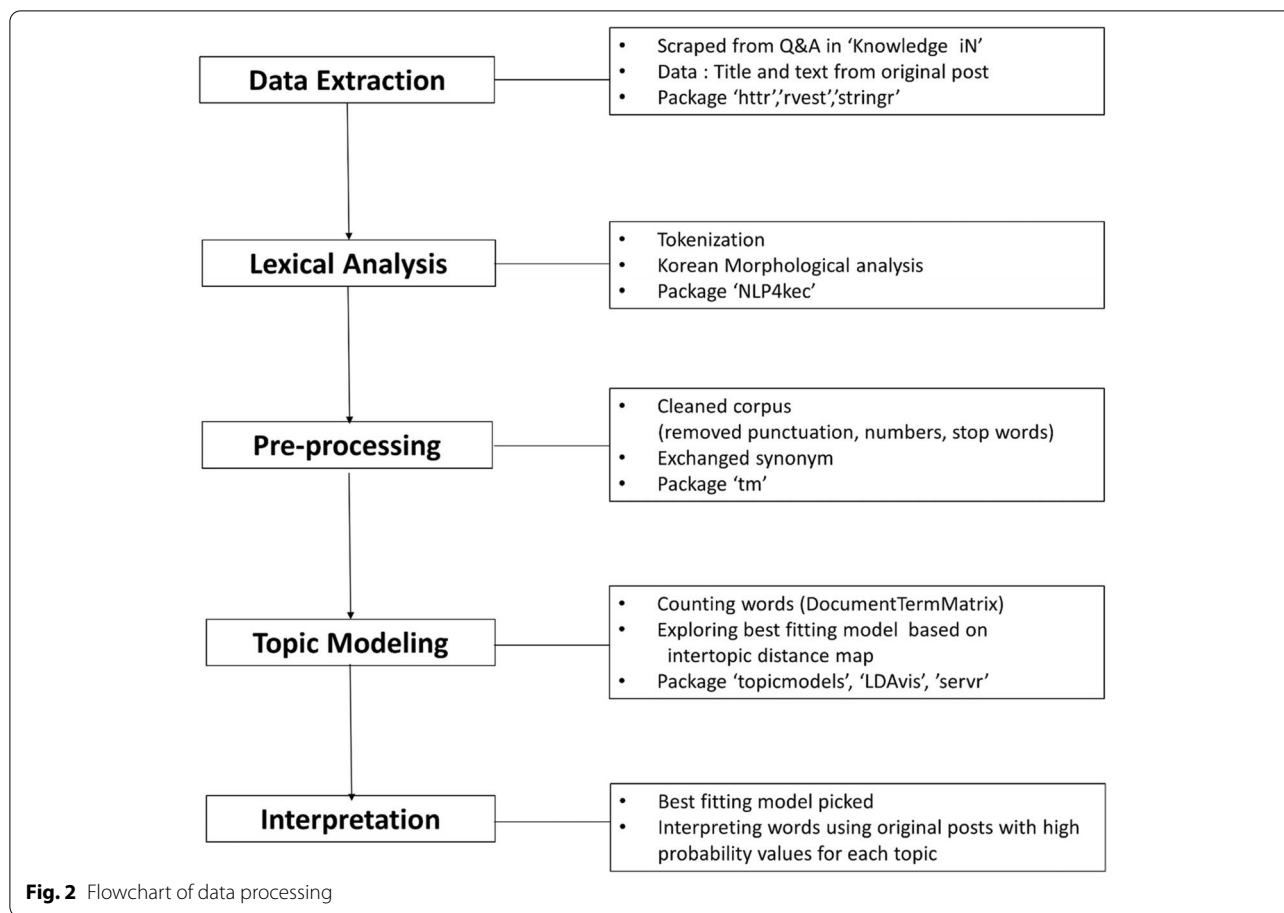 Data Extraction
• Scraped from Q&A in ‘Knowledge iN’
• Data : Title and text from original post
• Package ‘httr’,’rvest’,’stringr’
Lexical Analysis
• Tokenization
• Korean Morphological analysis
• Package ‘NLP4kec’
Pre-processing
• Cleaned corpus
(removed punctuation, numbers, stop words)
• Exchanged synonym
• Package ‘tm’
Topic Modeling
• Counting words (DocumentTermMatrix)
• Exploring best fitting model based on
intertopic distance map
• Package ‘topicmodels’, ‘LDAvis’, ’servr’
Interpretation
• Best fitting model picked
• Interpreting words using original posts with high
probability values for each topic
Fig. 2 Flowchart of data processing